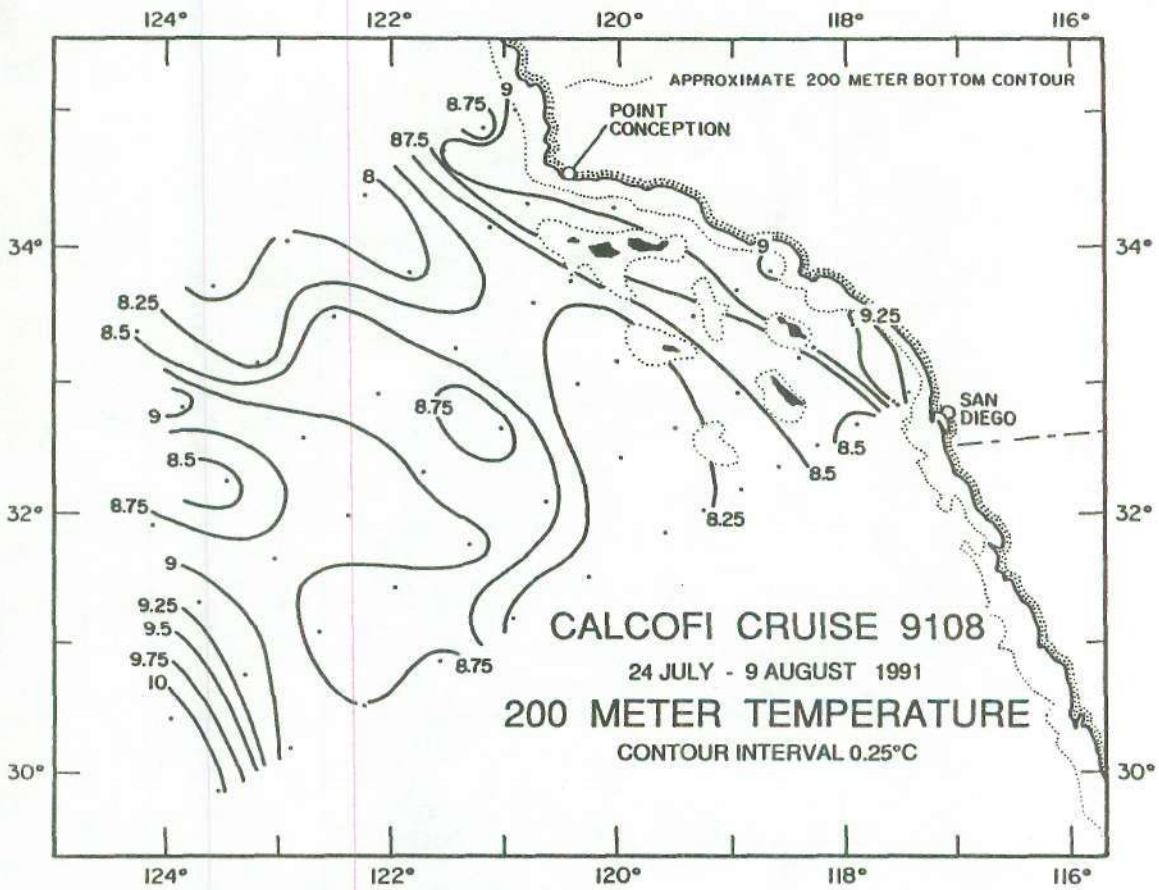 124° 122° 120° 118° 116°
APPROXIMATE 200 METER BOTTOM CONTOUR
9
8.75
POINT
CONCEPTION
87.5
8
34° 9 34°
8.25
9.25
8.5
8.75
9
SAN
DIEGO
8.5
8.5
8.5
8.75
8.25
32° 32°
9
CALCOFI CRUISE 9108
9.25
9.5
8.75
24 JULY - 9 AUGUST 1991
9.75
10
200 METER TEMPERATURE
CONTOUR INTERVAL 0.25°C
30° 30°
124° 122° 120° 118° 116°